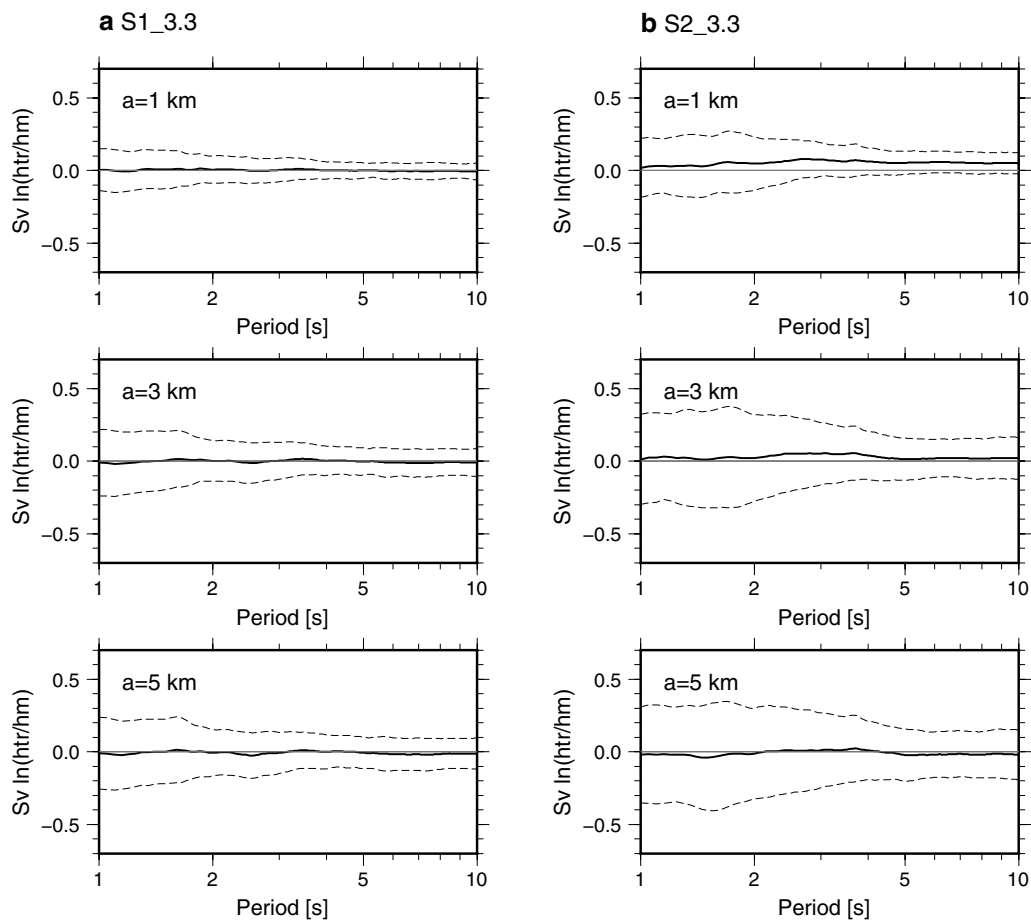 a S1_3.3
b S2_3.3
0.5
0.0
−0.5
Sv ln(htr/hm)
a=1 km
1
2
5
10
Period [s]
0.5
0.0
−0.5
Sv ln(htr/hm)
a=1 km
1
2
5
10
Period [s]
0.5
0.0
−0.5
Sv ln(htr/hm)
a=3 km
1
2
5
10
Period [s]
0.5
0.0
−0.5
Sv ln(htr/hm)
a=3 km
1
2
5
10
Period [s]
0.5
0.0
−0.5
Sv ln(htr/hm)
a=5 km
1
2
5
10
Period [s]
0.5
0.0
−0.5
Sv ln(htr/hm)
a=5 km
1
2
5
10
Period [s]